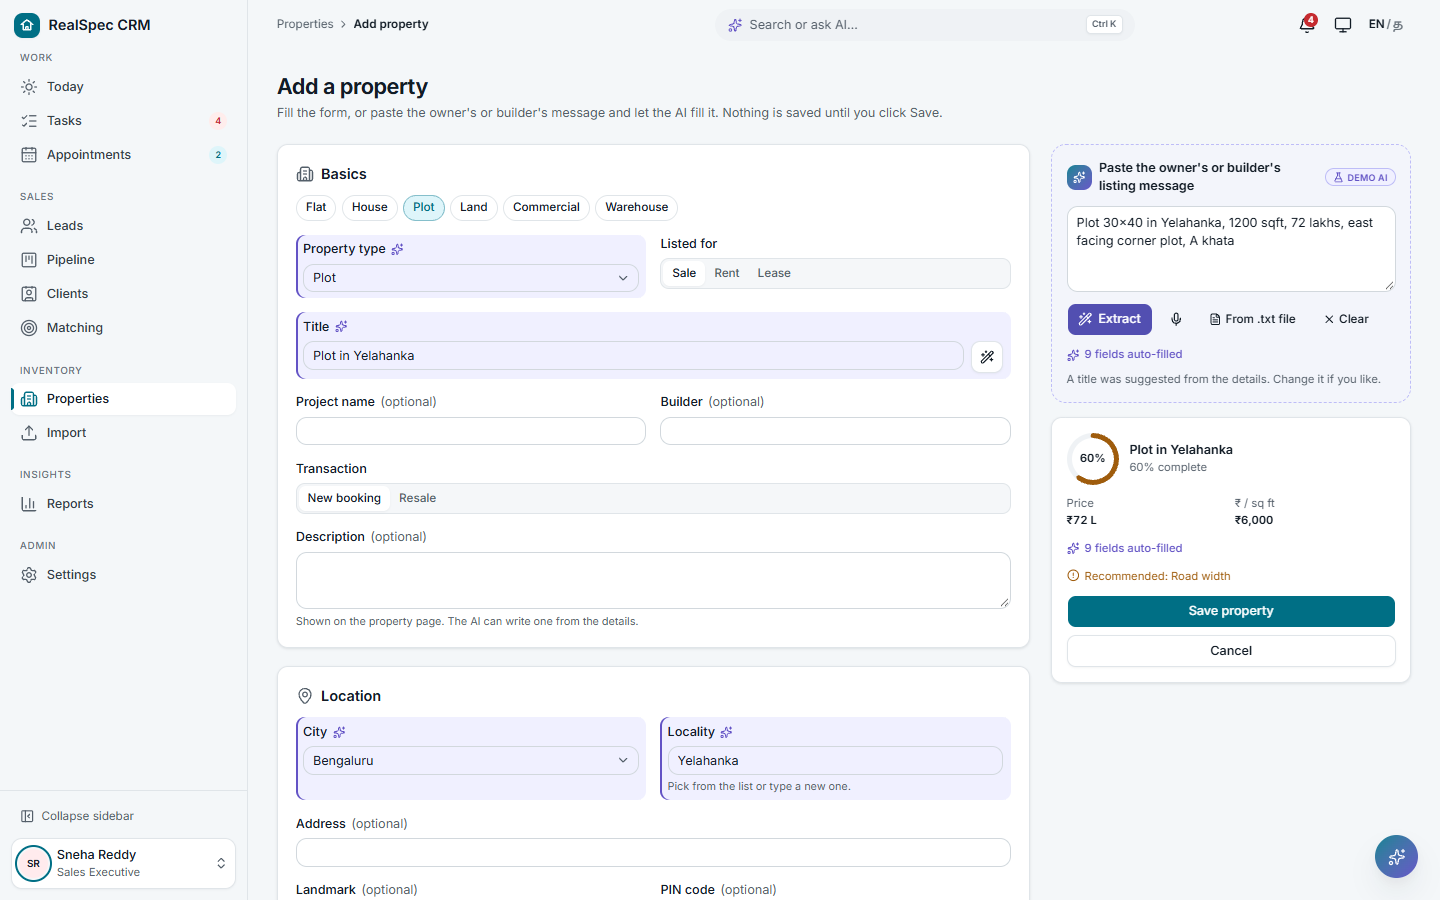 RealSpec CRM
WORK
Today
Tasks
4
Appointments
2
SALES
Leads
Pipeline
Clients
Matching
INVENTORY
Properties
Import
INSIGHTS
Reports
ADMIN
Settings
Collapse sidebar
SR
Sneha Reddy
Sales Executive
Properties > Add property
Search or ask AI...
Ctrl K
4
EN / த
Add a property
Fill the form, or paste the owner's or builder's message and let the AI fill it. Nothing is saved until you click Save.
Basics
Flat House Plot Land Commercial Warehouse
Property type
Plot
Listed for
Sale Rent Lease
Title
Plot in Yelahanka
Project name (optional)
Builder (optional)
Transaction
New booking Resale
Description (optional)
Shown on the property page. The AI can write one from the details.
Location
City
Bengaluru
Locality
Yelahanka
Pick from the list or type a new one.
Address (optional)
Landmark (optional)
PIN code (optional)
Paste the owner's or builder's
listing message
DEMO AI
Plot 30×40 in Yelahanka, 1200 sqft, 72 lakhs, east
facing corner plot, A khata
Extract
From .txt file
Clear
9 fields auto-filled
A title was suggested from the details. Change it if you like.
60%
Plot in Yelahanka
60% complete
Price
₹72 L
₹ / sq ft
₹6,000
9 fields auto-filled
Recommended: Road width
Save property
Cancel